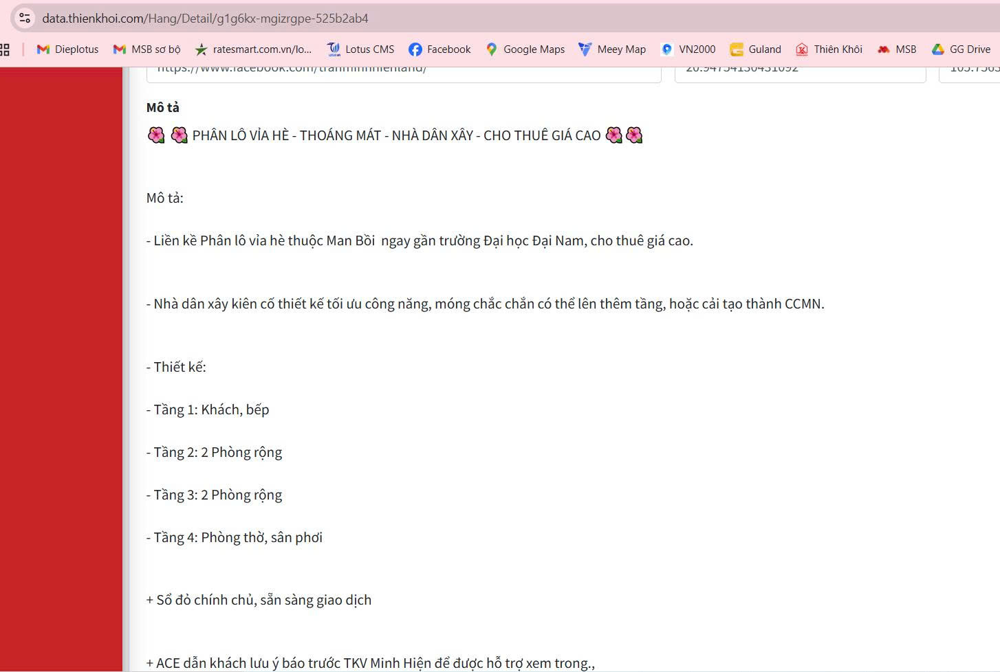 data.thienkhoi.com/Hang/Detail/g1g6kx-mgizrgpe-525b2ab4
Dieplotus MSB sơ bộ ratesmart.com.vn/lo... Lotus CMS Facebook Google Maps Meey Map VN2000 Guland Thiên Khôi MSB GG Drive
https://www.facebook.com/tranminhhienland/ 20.94754130431092
Mô tả
🌺 🌺 PHÂN LÔ VỈA HÈ - THOÁNG MÁT - NHÀ DÂN XÂY - CHO THUÊ GIÁ CAO 🌺🌺
Mô tả:
- Liền kề Phân lô vỉa hè thuộc Man Bồi  ngay gần trường Đại học Đại Nam, cho thuê giá cao.
- Nhà dân xây kiên cố thiết kế tối ưu công năng, móng chắc chắn có thể lên thêm tầng, hoặc cải tạo thành CCMN.
- Thiết kế:
- Tầng 1: Khách, bếp
- Tầng 2: 2 Phòng rộng
- Tầng 3: 2 Phòng rộng
- Tầng 4: Phòng thờ, sân phơi
+ Sổ đỏ chính chủ, sẵn sàng giao dịch
+ ACE dẫn khách lưu ý báo trước TKV Minh Hiện để được hỗ trợ xem trong.,